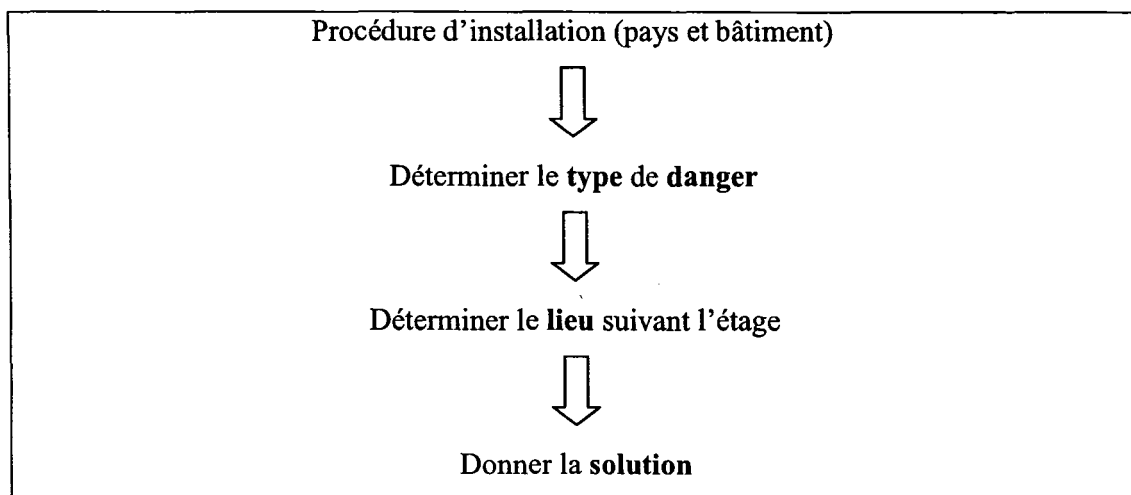 Procédure d'installation (pays et bâtiment)
Déterminer le type de danger
Déterminer le lieu suivant l'étage
Donner la solution